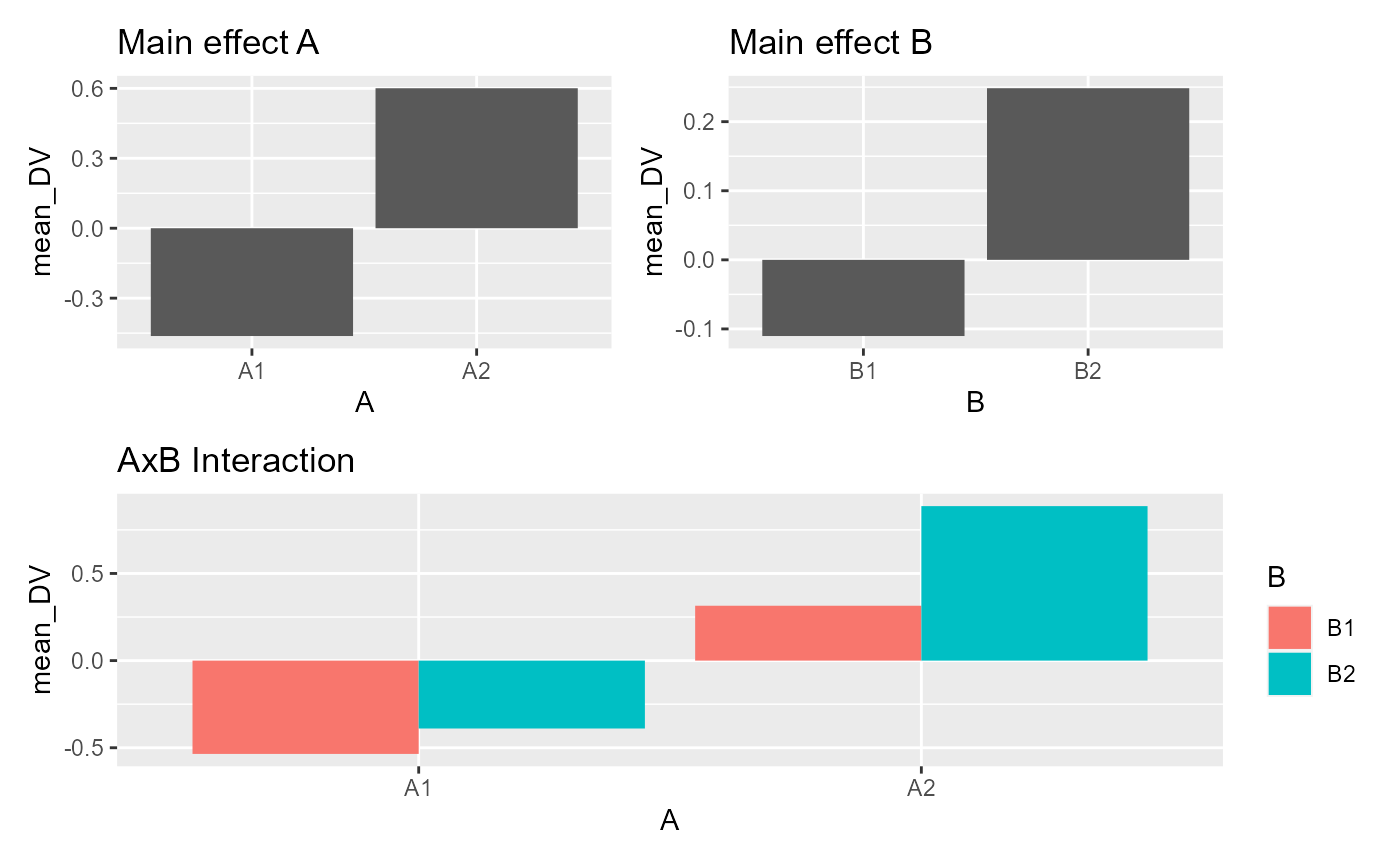 Main effect A
mean_DV
0.6
0.3
0.0
-0.3
A1 A2
A
Main effect B
mean_DV
0.2
0.1
0.0
-0.1
B1 B2
B
AxB Interaction
mean_DV
0.5
0.0
-0.5
A1 A2
A
B
B1
B2